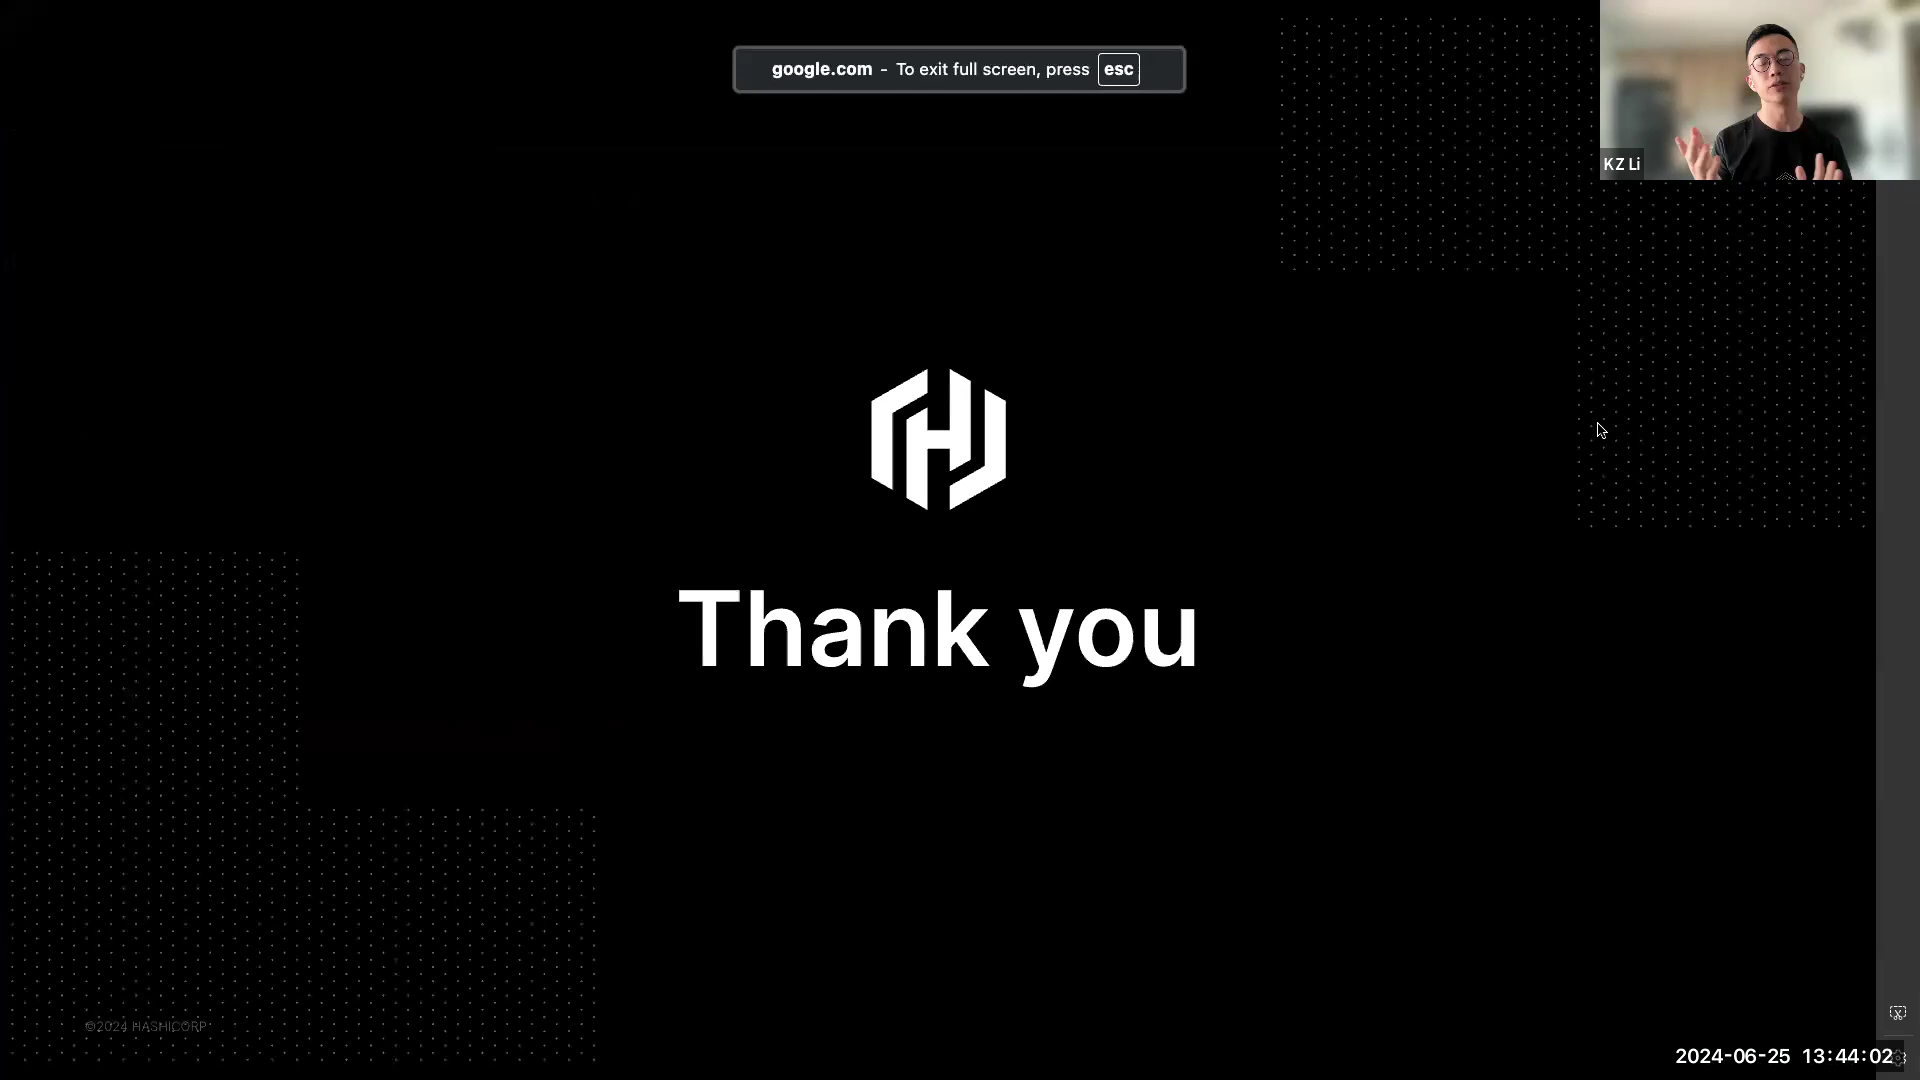 google.com - To exit full screen, press esc
KZ Li
Thank you
©2024 HASHICORP
2024-06-25 13:44:02